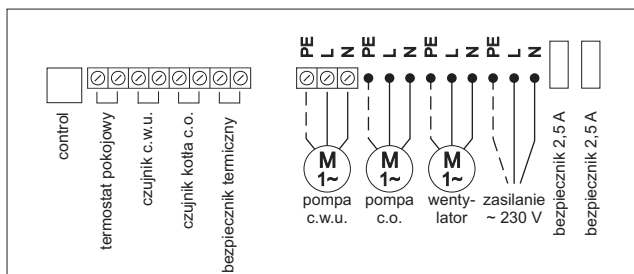 PE L N PE L N PE L N PE L N
control
termostat pokojowy
czujnik c.w.u.
czujnik kotła c.o.
bezpiecznik termiczny
M
1~
pompa
c.w.u.
M
1~
pompa
c.o.
M
1~
wenty-
lator
zasilanie
~ 230 V
bezpiecznik 2,5 A
bezpiecznik 2,5 A